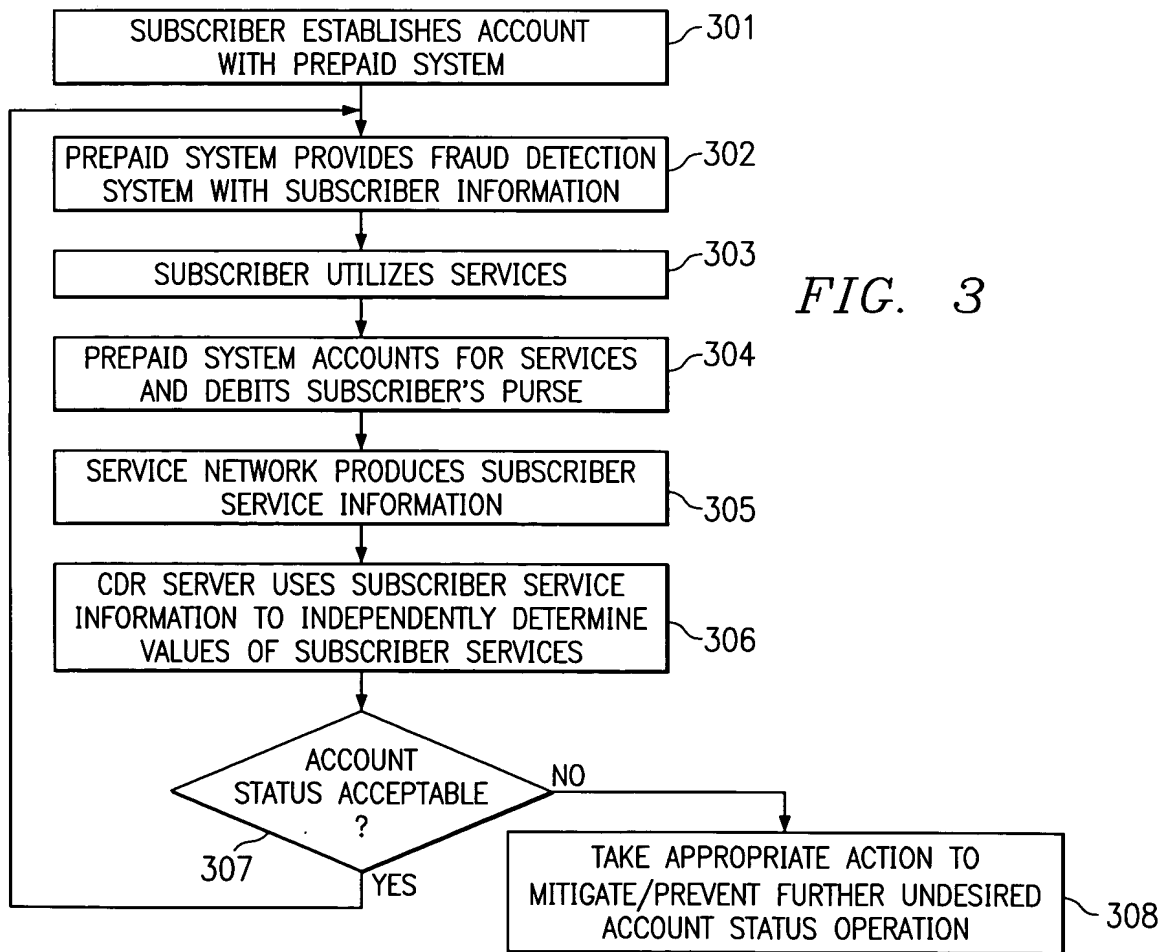 SUBSCRIBER ESTABLISHES ACCOUNT
WITH PREPAID SYSTEM
301
PREPAID SYSTEM PROVIDES FRAUD DETECTION
SYSTEM WITH SUBSCRIBER INFORMATION
302
SUBSCRIBER UTILIZES SERVICES
303
FIG. 3
PREPAID SYSTEM ACCOUNTS FOR SERVICES
AND DEBITS SUBSCRIBER'S PURSE
304
SERVICE NETWORK PRODUCES SUBSCRIBER
SERVICE INFORMATION
305
CDR SERVER USES SUBSCRIBER SERVICE
INFORMATION TO INDEPENDENTLY DETERMINE
VALUES OF SUBSCRIBER SERVICES
306
ACCOUNT
STATUS ACCEPTABLE
?
307
NO
YES
TAKE APPROPRIATE ACTION TO
MITIGATE/PREVENT FURTHER UNDESIRED
ACCOUNT STATUS OPERATION
308